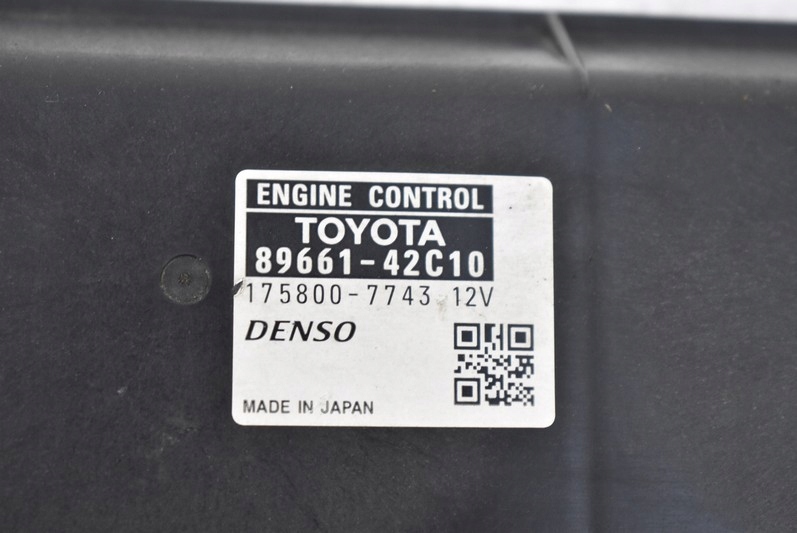 ENGINE CONTROL
TOYOTA
89661-42C10
175800-7743 12V
DENSO
MADE IN JAPAN